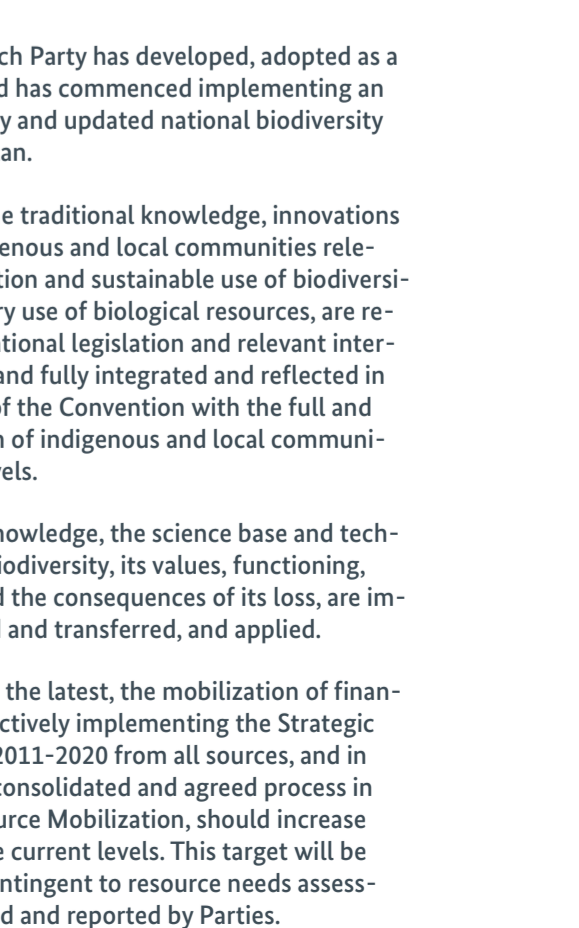 ch Party has developed, adopted as a
d has commenced implementing an
y and updated national biodiversity
an.
e traditional knowledge, innovations
enous and local communities rele-
tion and sustainable use of biodiversi-
ry use of biological resources, are re-
ational legislation and relevant inter-
and fully integrated and reflected in
of the Convention with the full and
n of indigenous and local communi-
vels.
nowledge, the science base and tech-
iodiversity, its values, functioning,
d the consequences of its loss, are im-
d and transferred, and applied.
the latest, the mobilization of finan-
ctively implementing the Strategic
2011-2020 from all sources, and in
consolidated and agreed process in
urce Mobilization, should increase
e current levels. This target will be
ntingent to resource needs assess-
d and reported by Parties.